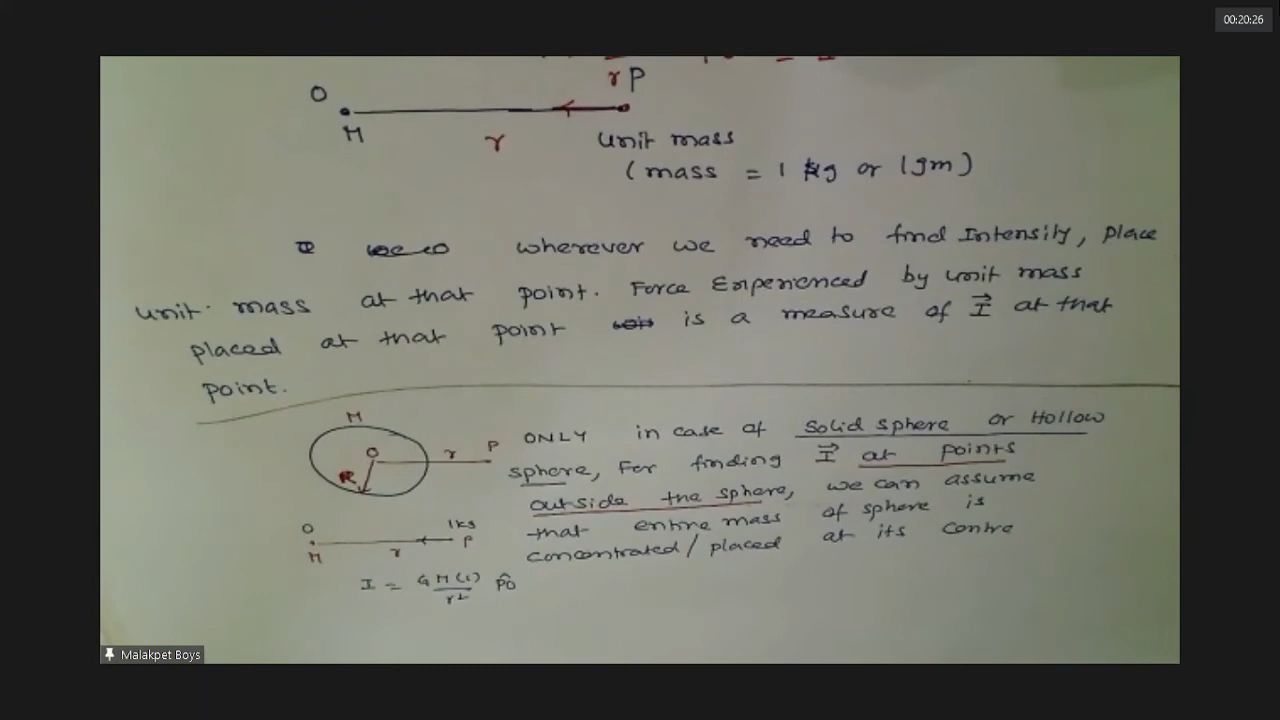 00:20:26
r P
O
M
r
unit mass
(mass = 1 kg or 1gm)
wherever we need to find Intensity, place
unit mass at that point. Force Experienced by unit mass
placed at that point is a measure of I⃗ at that
point.
M
O r P
R
ONLY in case of solid sphere or Hollow
sphere, For finding I⃗ at points
outside the sphere, we can assume
that entire mass of sphere is
concentrated/placed at its centre
O 1kg
M r P
I = GM(1)/r² P̂O
Malakpet Boys